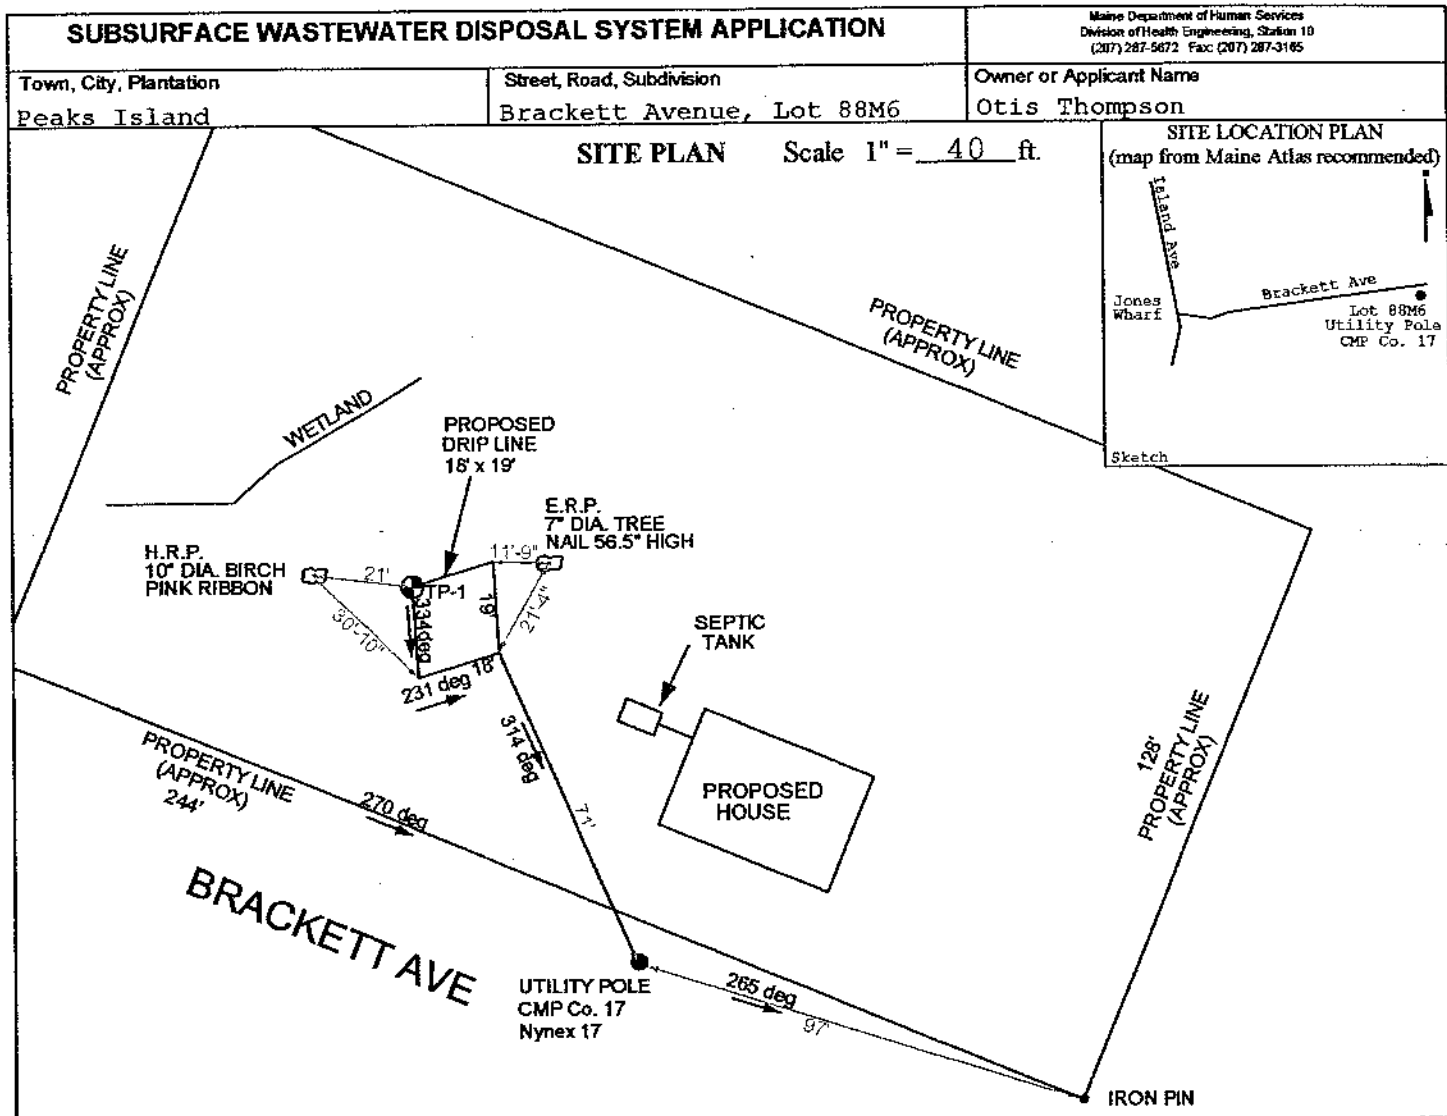 SUBSURFACE WASTEWATER DISPOSAL SYSTEM APPLICATION
Maine Department of Human Services
Division of Health Engineering, Station 10
(207) 287-5672 Fax: (207) 287-3165
Town, City, Plantation
Peaks Island
Street, Road, Subdivision
Brackett Avenue, Lot 88M6
Owner or Applicant Name
Otis Thompson
SITE PLAN Scale 1" = 40 ft.
SITE LOCATION PLAN
(map from Maine Atlas recommended)
Island Ave
Jones
Wharf
Brackett Ave
Lot 88M6
Utility Pole
CMP Co. 17
Sketch
PROPERTY LINE
(APPROX)
PROPERTY LINE
(APPROX)
WETLAND
PROPOSED
DRIP LINE
18' x 19'
E.R.P.
7" DIA. TREE
NAIL 56.5" HIGH
H.R.P.
10" DIA. BIRCH
PINK RIBBON
21'
11'-9"
TP-1
334deg
19'
21'-4"
30'-10"
18'
231 deg
SEPTIC
TANK
314 deg
71'
PROPOSED
HOUSE
128'
PROPERTY LINE
(APPROX)
PROPERTY LINE
(APPROX)
244'
270 deg
BRACKETT AVE
UTILITY POLE
CMP Co. 17
Nynex 17
265 deg
97'
IRON PIN